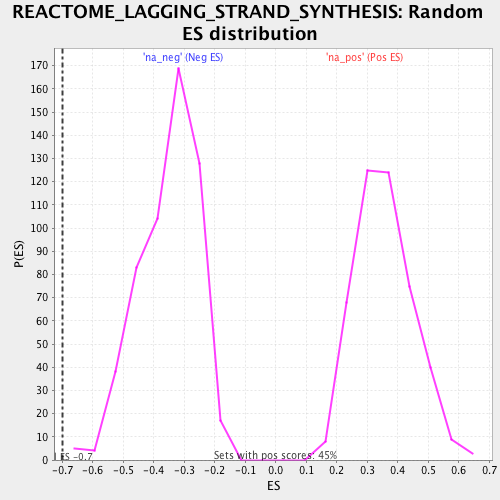 REACTOME_LAGGING_STRAND_SYNTHESIS: Random
ES distribution
'na_neg' (Neg ES)
'na_pos' (Pos ES)
170
160
150
140
130
120
110
100
90
80
70
60
50
40
30
20
10
0
P(ES)
ES -0.7
Sets with pos scores: 45%
-0.7 -0.6 -0.5 -0.4 -0.3 -0.2 -0.1 0.0 0.1 0.2 0.3 0.4 0.5 0.6 0.7
ES